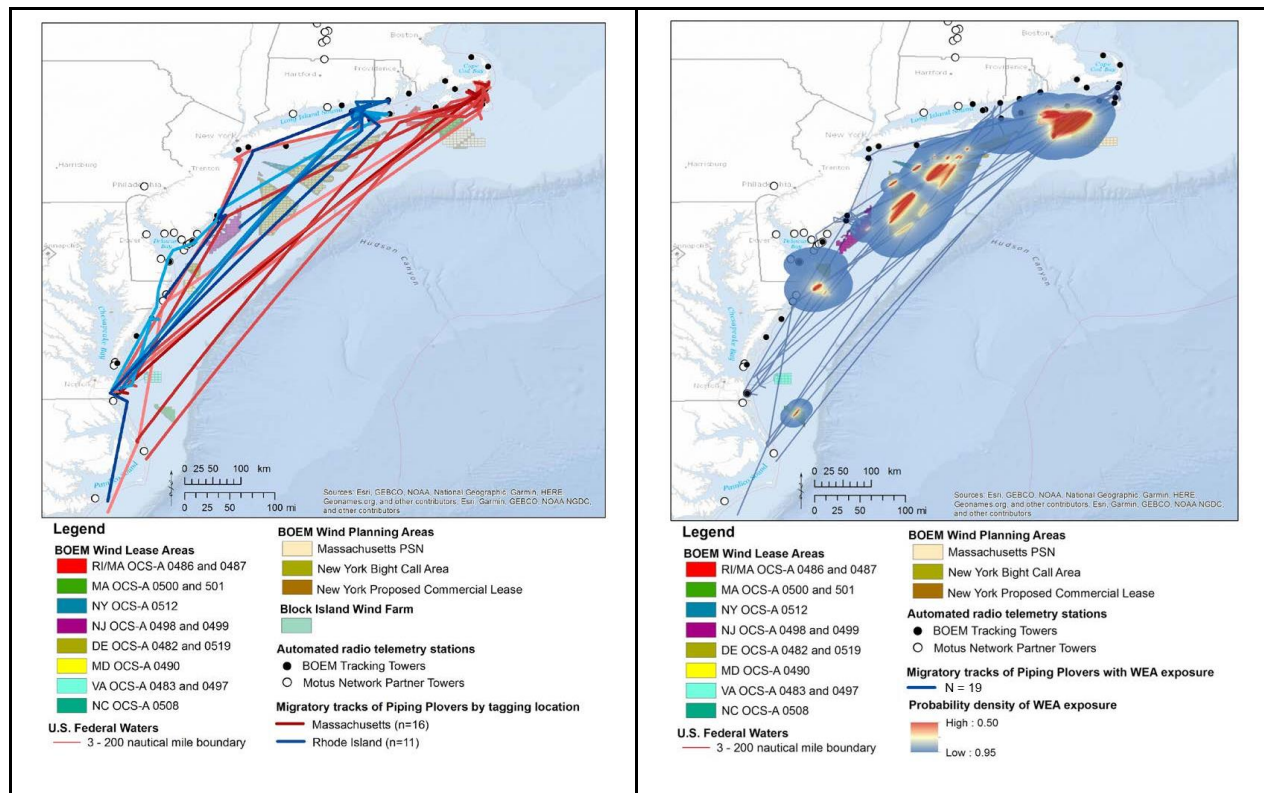 Boston
Cape
Cod Bay
Hartford
Providence
Long Island Sound
New York
Trenton
Harrisburg
Philadelphia
Dover
Delaware
Bay
Hudson
Canyon
Chesapeake Bay
Norfolk
Pamlico Island
0 25 50 100 km
0 25 50 100 mi
Sources: Esri, GEBCO, NOAA, National Geographic, Garmin, HERE,
Geonames.org, and other contributors; Esri, Garmin, GEBCO, NOAA NGDC,
and other contributors
Legend
BOEM Wind Lease Areas
RI/MA OCS-A 0486 and 0487
MA OCS-A 0500 and 501
NY OCS-A 0512
NJ OCS-A 0498 and 0499
DE OCS-A 0482 and 0519
MD OCS-A 0490
VA OCS-A 0483 and 0497
NC OCS-A 0508
U.S. Federal Waters
3 - 200 nautical mile boundary
BOEM Wind Planning Areas
Massachusetts PSN
New York Bight Call Area
New York Proposed Commercial Lease
Block Island Wind Farm
Automated radio telemetry stations
BOEM Tracking Towers
Motus Network Partner Towers
Migratory tracks of Piping Plovers by tagging location
Massachusetts (n=16)
Rhode Island (n=11)
Boston
Cape
Cod Bay
Hartford
Providence
Long Island Sound
New York
Trenton
Harrisburg
Philadelphia
Dover
Delaware
Bay
Hudson
Canyon
Chesapeake Bay
Norfolk
Pamlico Island
0 25 50 100 km
0 25 50 100 mi
Sources: Esri, GEBCO, NOAA, National Geographic, Garmin, HERE,
Geonames.org, and other contributors; Esri, Garmin, GEBCO, NOAA NGDC,
and other contributors
Legend
BOEM Wind Lease Areas
RI/MA OCS-A 0486 and 0487
MA OCS-A 0500 and 501
NY OCS-A 0512
NJ OCS-A 0498 and 0499
DE OCS-A 0482 and 0519
MD OCS-A 0490
VA OCS-A 0483 and 0497
NC OCS-A 0508
U.S. Federal Waters
3 - 200 nautical mile boundary
BOEM Wind Planning Areas
Massachusetts PSN
New York Bight Call Area
New York Proposed Commercial Lease
Automated radio telemetry stations
BOEM Tracking Towers
Motus Network Partner Towers
Migratory tracks of Piping Plovers with WEA exposure
N = 19
Probability density of WEA exposure
High : 0.50
Low : 0.95